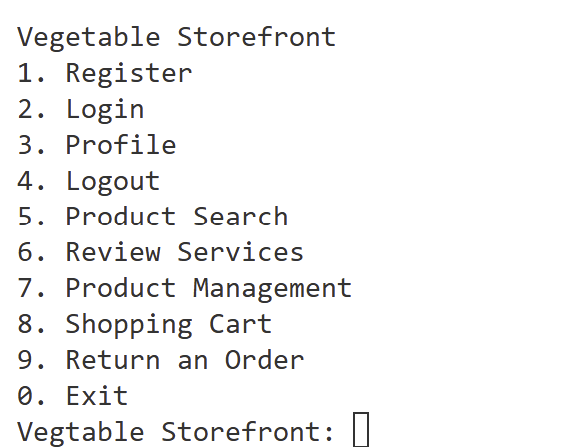 Vegetable Storefront
1. Register
2. Login
3. Profile
4. Logout
5. Product Search
6. Review Services
7. Product Management
8. Shopping Cart
9. Return an Order
0. Exit
Vegtable Storefront: